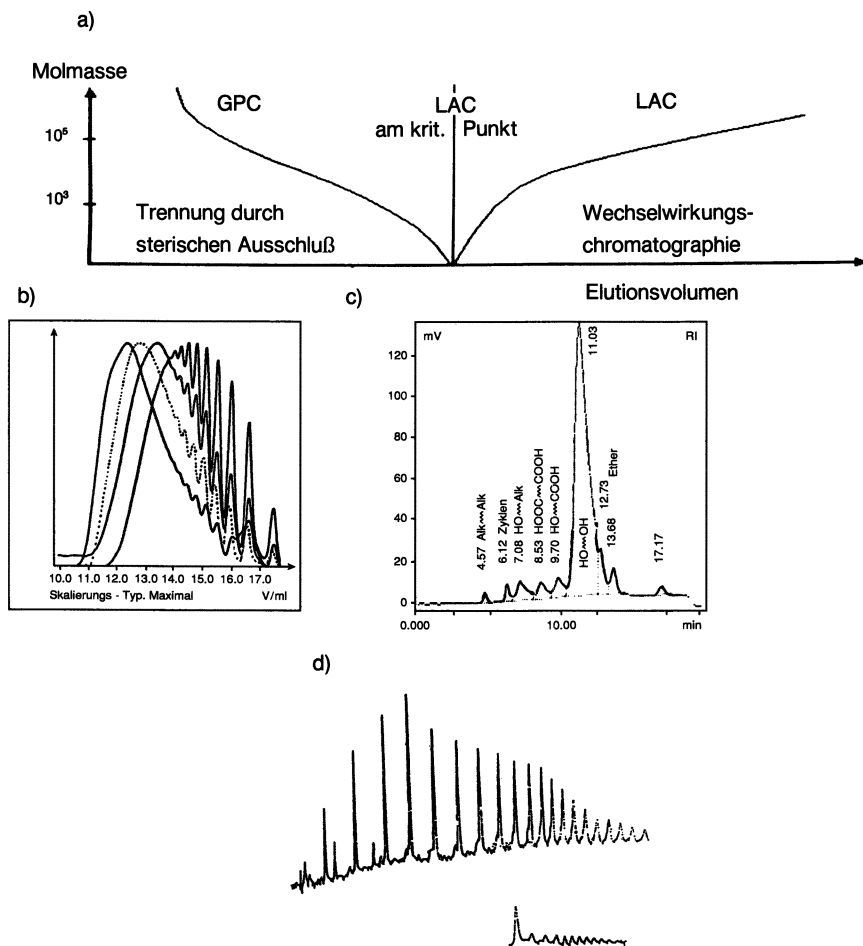 a)
Molmasse
GPC
LAC
LAC
am krit. Punkt
10⁵
10³
Trennung durch
sterischen Ausschluß
Wechselwirkungs-
chromatographie
Elutionsvolumen
b)
10.0 11.0 12.0 13.0 14.0 15.0 16.0 17.0
Skalierungs - Typ. Maximal V/ml
c)
mV
RI
120
100
80
60
40
20
0
4.57 Alk~~Alk
6.12 Zyklen
7.08 HO~~Alk
8.53 HOOC~~COOH
9.70 HO~~COOH
HO~~OH
11.03
12.73 Ether
13.68
17.17
0.000 10.00 min
d)